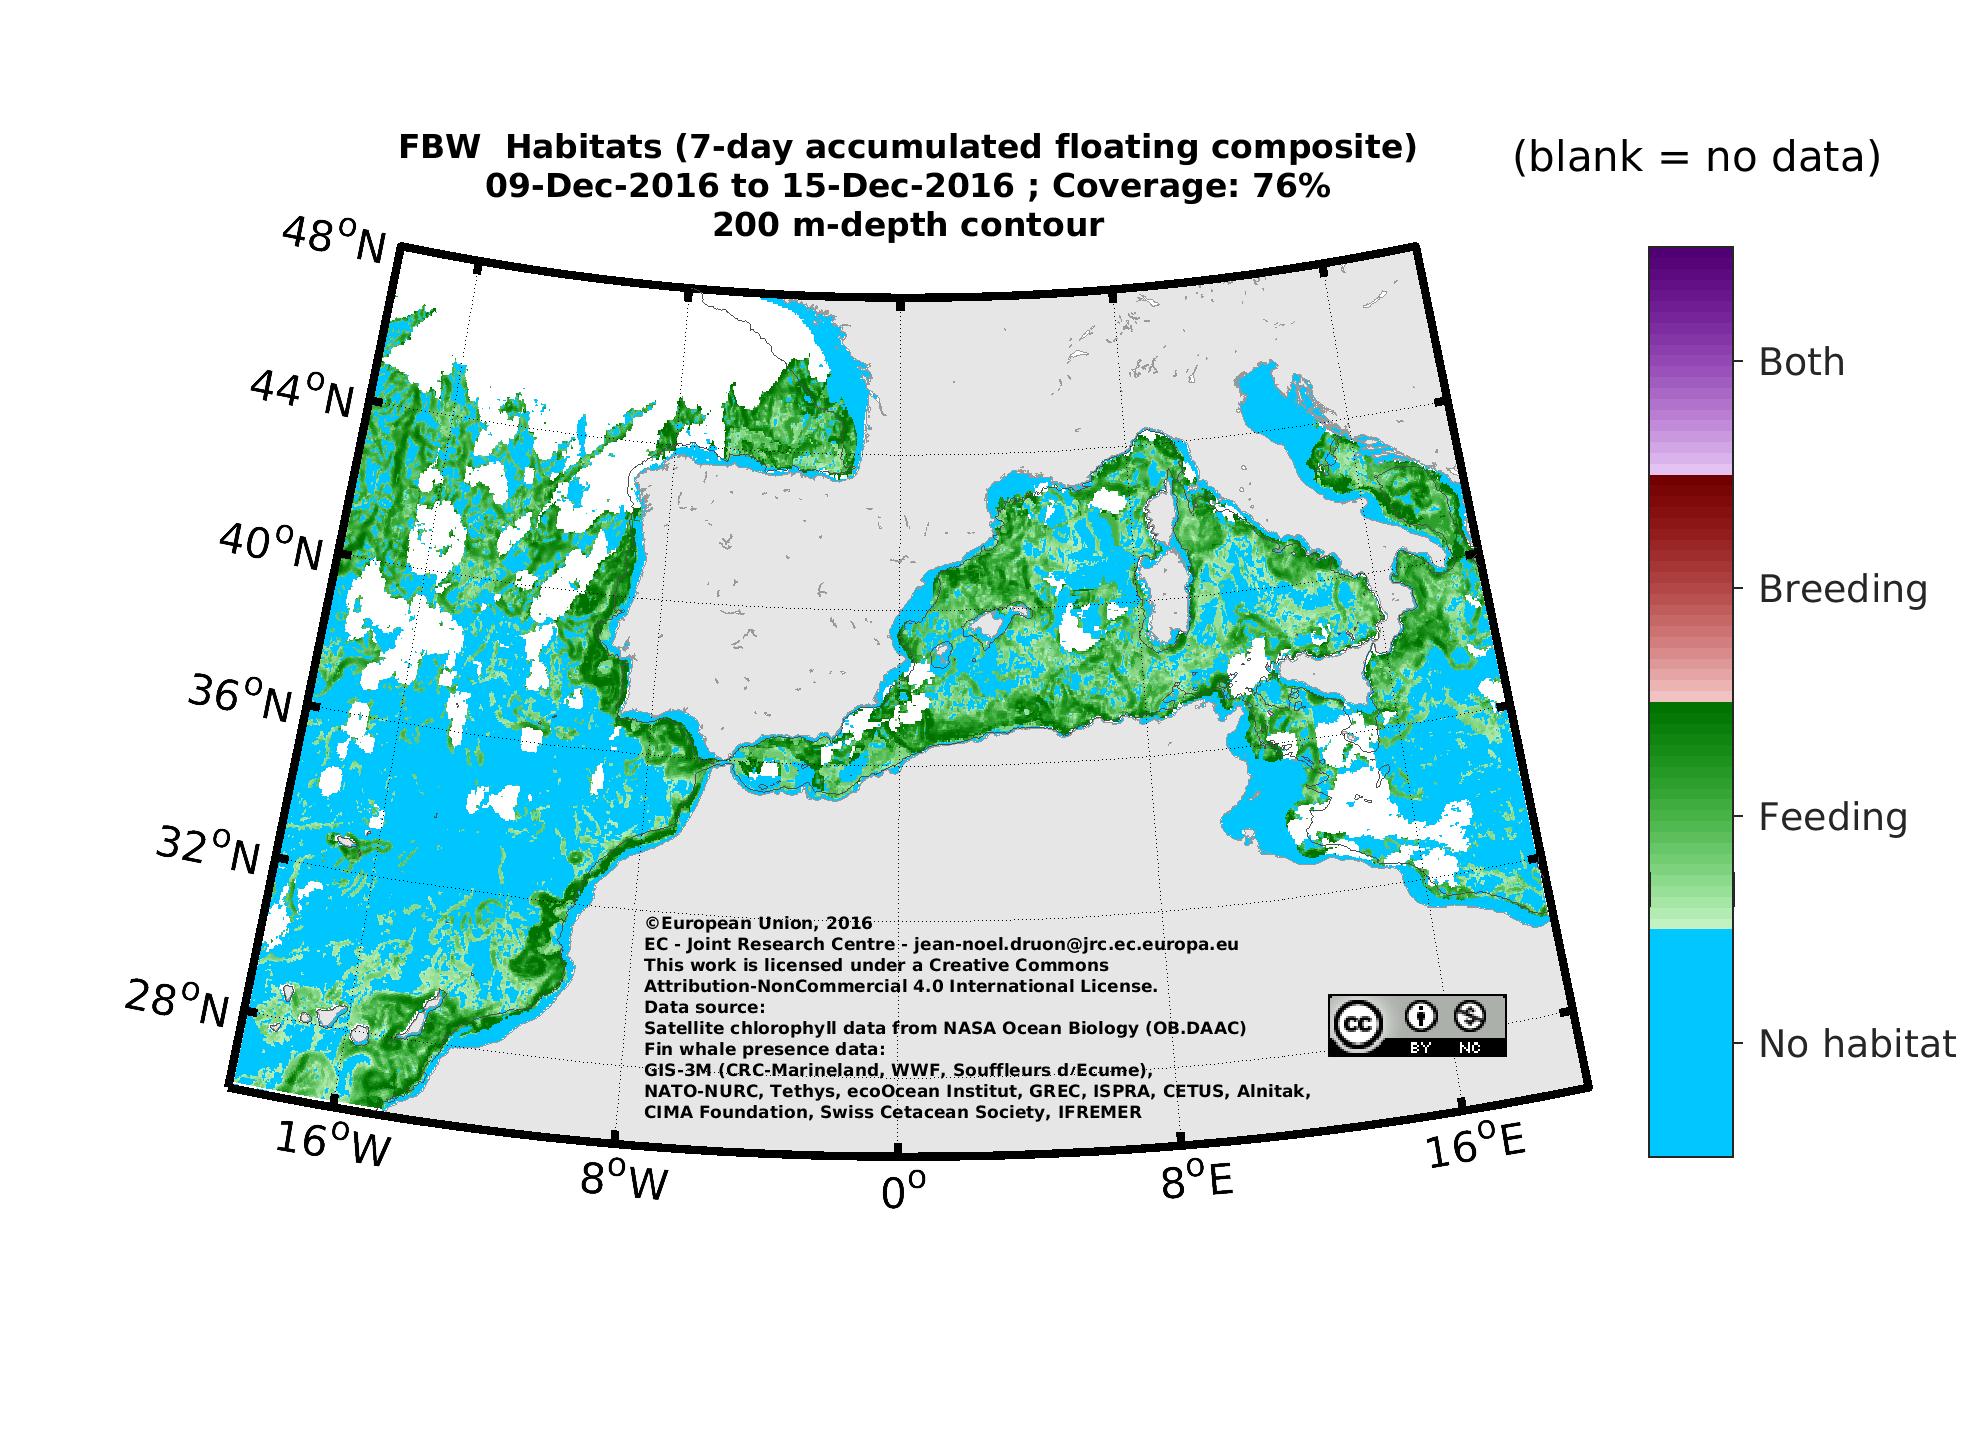 FBW  Habitats (7-day accumulated floating composite)
09-Dec-2016 to 15-Dec-2016 ; Coverage: 76%
200 m-depth contour
(blank = no data)
48°N
44°N
40°N
36°N
32°N
28°N
16°W
8°W
0°
8°E
16°E
Both
Breeding
Feeding
No habitat
©European Union, 2016
EC - Joint Research Centre - jean-noel.druon@jrc.ec.europa.eu
This work is licensed under a Creative Commons
Attribution-NonCommercial 4.0 International License.
Data source:
Satellite chlorophyll data from NASA Ocean Biology (OB.DAAC)
Fin whale presence data:
GIS-3M (CRC-Marineland, WWF, Souffleurs d'Ecume),
NATO-NURC, Tethys, ecoOcean Institut, GREC, ISPRA, CETUS, Alnitak,
CIMA Foundation, Swiss Cetacean Society, IFREMER
cc
BY NC